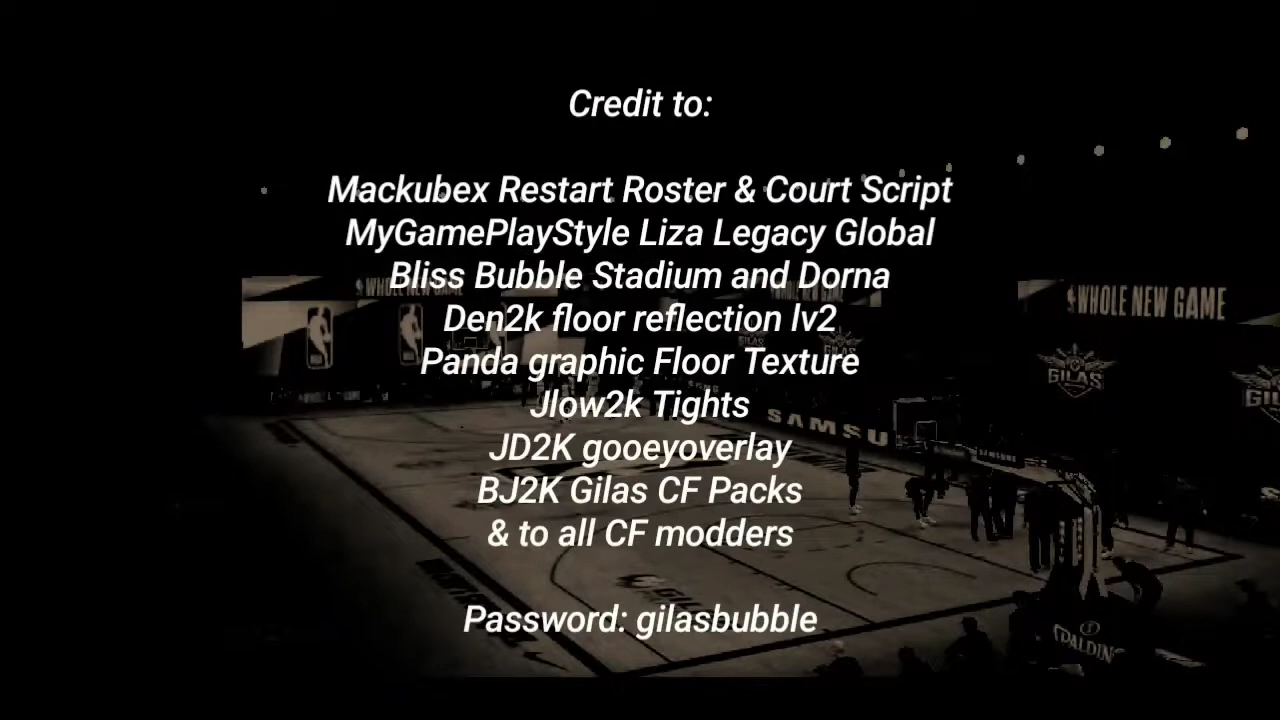 Credit to:
Mackubex Restart Roster & Court Script
MyGamePlayStyle Liza Legacy Global
Bliss Bubble Stadium and Dorna
Den2k floor reflection lv2
Panda graphic Floor Texture
Jlow2k Tights
JD2K gooeyoverlay
BJ2K Gilas CF Packs
& to all CF modders
Password: gilasbubble
WHOLE NEW GAME
WHOLE NEW GAME
GILAS
SAMSU
SPALDING